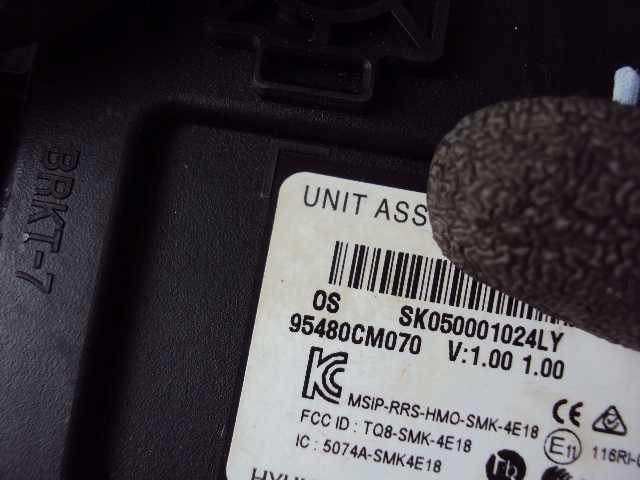 BRKT-7
UNIT ASS
OS SK050001024LY
95480CM070 V:1.00 1.00
MSIP-RRS-HMO-SMK-4E18
FCC ID : TQ8-SMK-4E18
IC : 5074A-SMK4E18
CE
E11 116RI-0